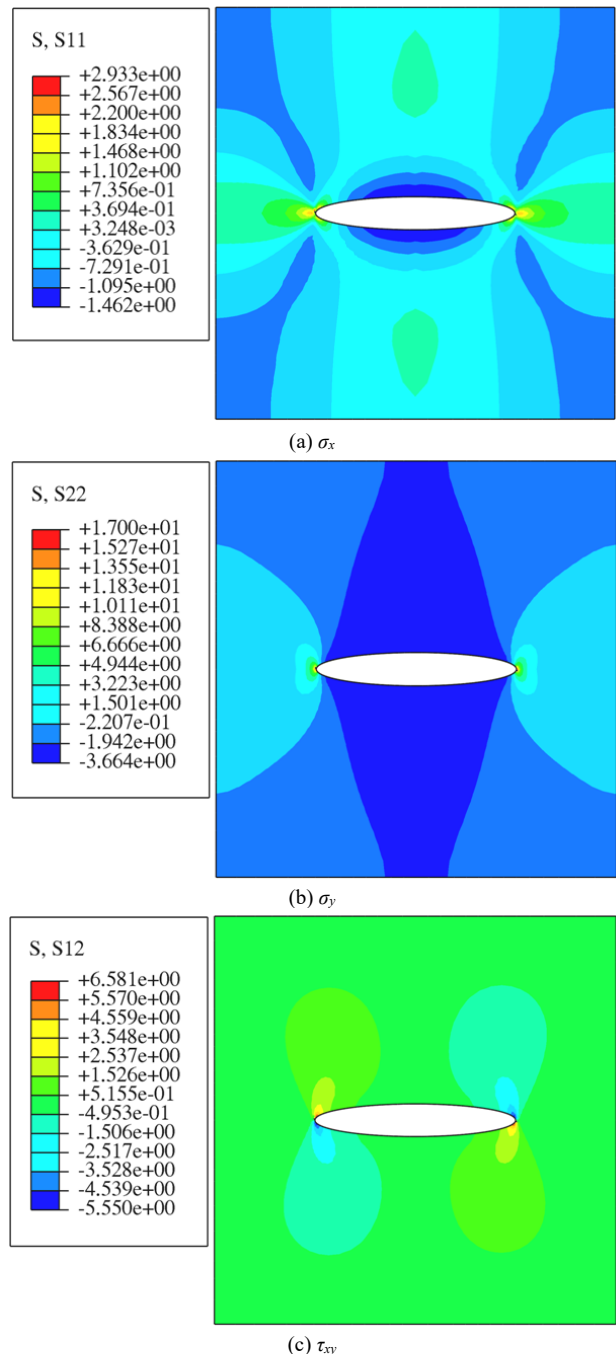 S, S11
+2.933e+00
+2.567e+00
+2.200e+00
+1.834e+00
+1.468e+00
+1.102e+00
+7.356e-01
+3.694e-01
+3.248e-03
-3.629e-01
-7.291e-01
-1.095e+00
-1.462e+00
(a) σx
S, S22
+1.700e+01
+1.527e+01
+1.355e+01
+1.183e+01
+1.011e+01
+8.388e+00
+6.666e+00
+4.944e+00
+3.223e+00
+1.501e+00
-2.207e-01
-1.942e+00
-3.664e+00
(b) σy
S, S12
+6.581e+00
+5.570e+00
+4.559e+00
+3.548e+00
+2.537e+00
+1.526e+00
+5.155e-01
-4.953e-01
-1.506e+00
-2.517e+00
-3.528e+00
-4.539e+00
-5.550e+00
(c) τxy